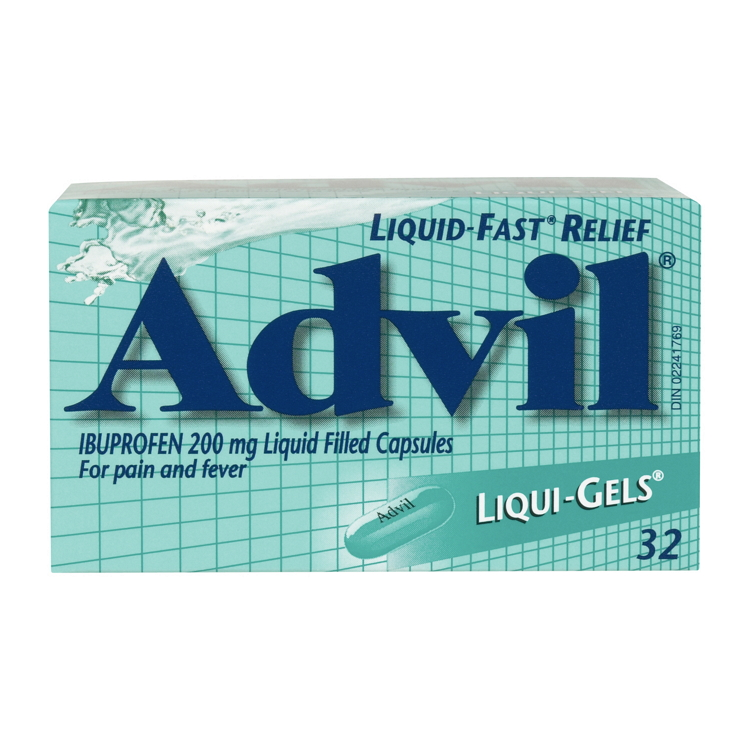 LIQUID-FAST® RELIEF
Advil®
DIN 02241769
IBUPROFEN 200 mg Liquid Filled Capsules
For pain and fever
Advil
LIQUI-GELS®
32